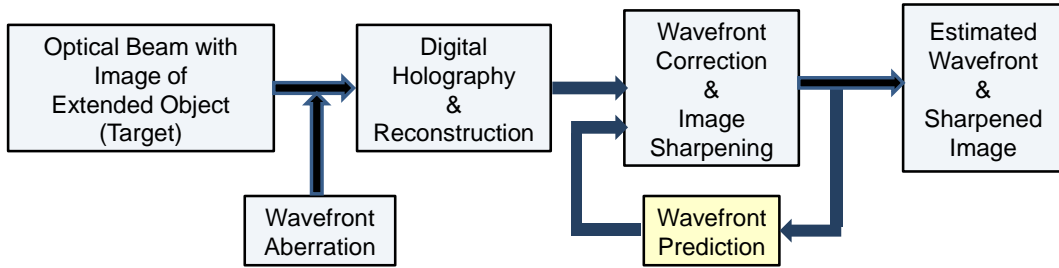 Optical Beam with
Image of
Extended Object
(Target)
Digital
Holography
&
Reconstruction
Wavefront
Correction
&
Image
Sharpening
Estimated
Wavefront
&
Sharpened
Image
Wavefront
Aberration
Wavefront
Prediction